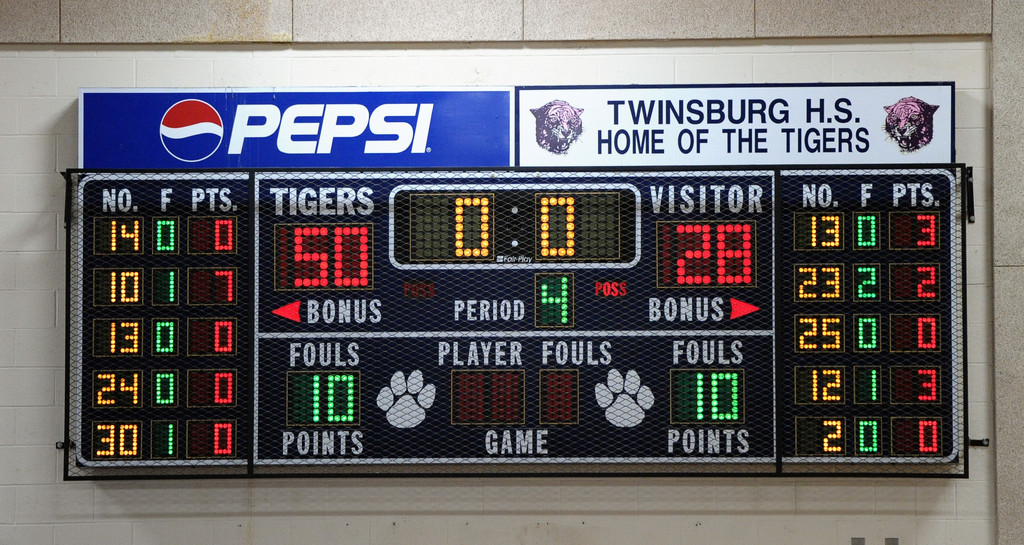 PEPSI
TWINSBURG H.S.
HOME OF THE TIGERS
NO. F PTS.
14 0 0
10 1 7
13 0 0
24 0 0
30 1 0
TIGERS
50
BONUS
0:0
Fair-Play
POSS
PERIOD 4
POSS
VISITOR
28
BONUS
FOULS
10
POINTS
PLAYER FOULS
GAME
FOULS
10
POINTS
NO. F PTS.
13 0 3
23 2 2
25 0 0
12 1 3
2 0 0